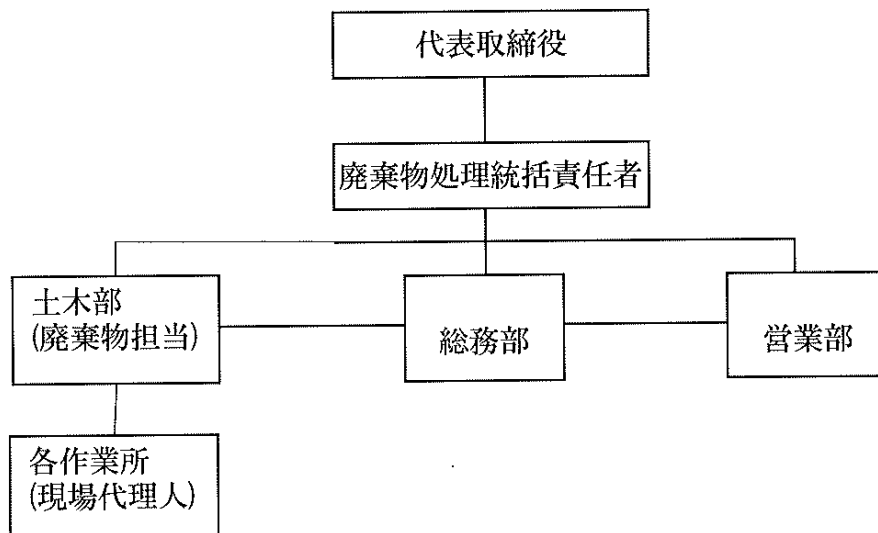 代表取締役
廃棄物処理統括責任者
土木部
(廃棄物担当)
総務部
営業部
各作業所
(現場代理人)